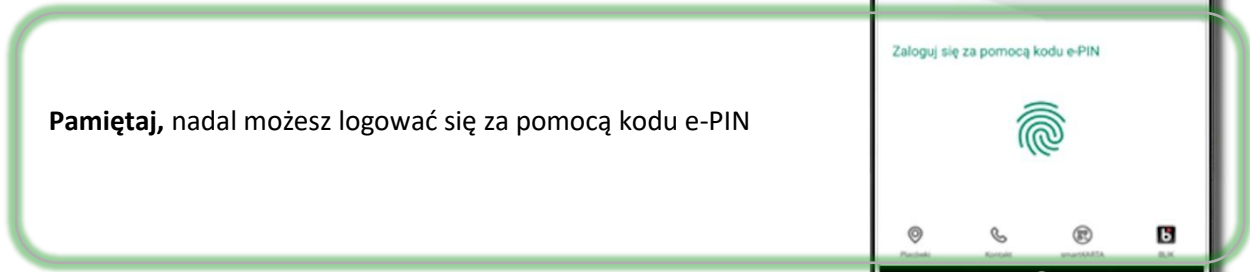 Zaloguj się za pomocą kodu e-PIN
Pamiętaj, nadal możesz logować się za pomocą kodu e-PIN
Placówki Kontakt smartKARTA BLIK